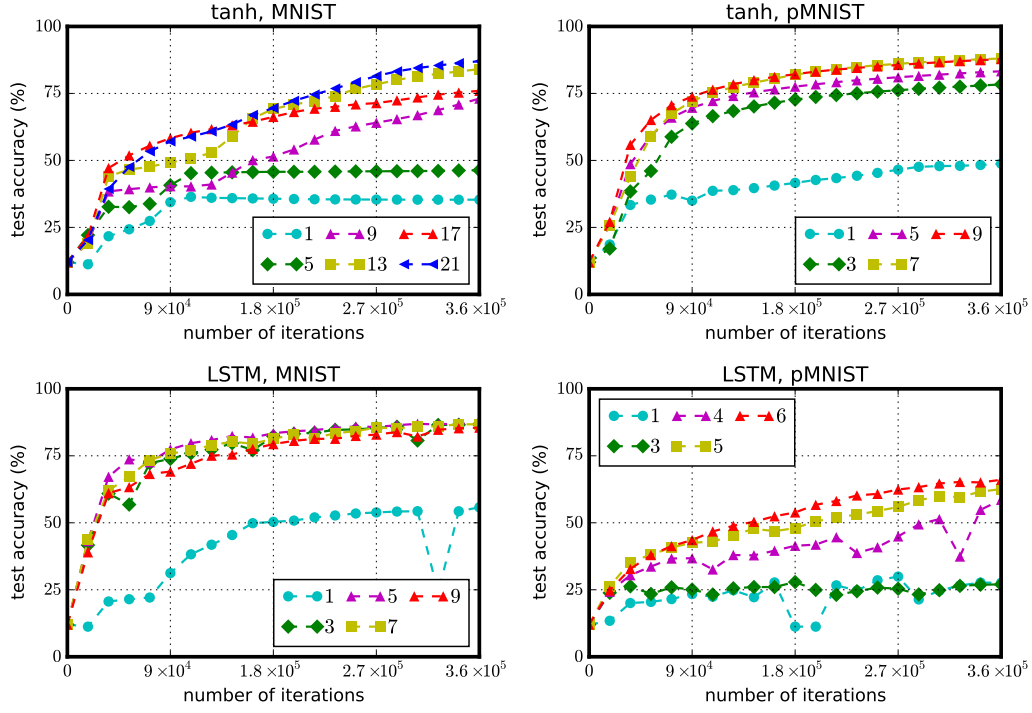 tanh, MNIST
test accuracy (%)
100
75
50
25
0
1 9 17
5 13 21
0 9×10^4 1.8×10^5 2.7×10^5 3.6×10^5
number of iterations
tanh, pMNIST
test accuracy (%)
100
75
50
25
0
1 5 9
3 7
0 9×10^4 1.8×10^5 2.7×10^5 3.6×10^5
number of iterations
LSTM, MNIST
test accuracy (%)
100
75
50
25
0
1 5 9
3 7
0 9×10^4 1.8×10^5 2.7×10^5 3.6×10^5
number of iterations
LSTM, pMNIST
test accuracy (%)
100
75
50
25
0
1 4 6
3 5
0 9×10^4 1.8×10^5 2.7×10^5 3.6×10^5
number of iterations